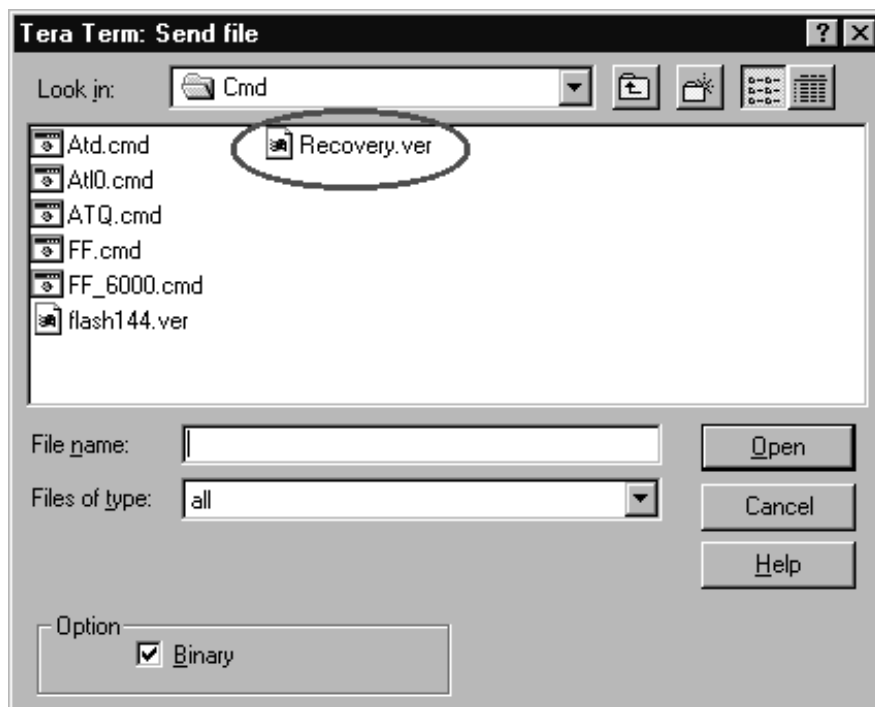 Tera Term: Send file
Look in:
Cmd
Atd.cmd
Atl0.cmd
ATQ.cmd
FF.cmd
FF_6000.cmd
flash144.ver
Recovery.ver
File name:
Open
Files of type:
all
Cancel
Help
Option
Binary